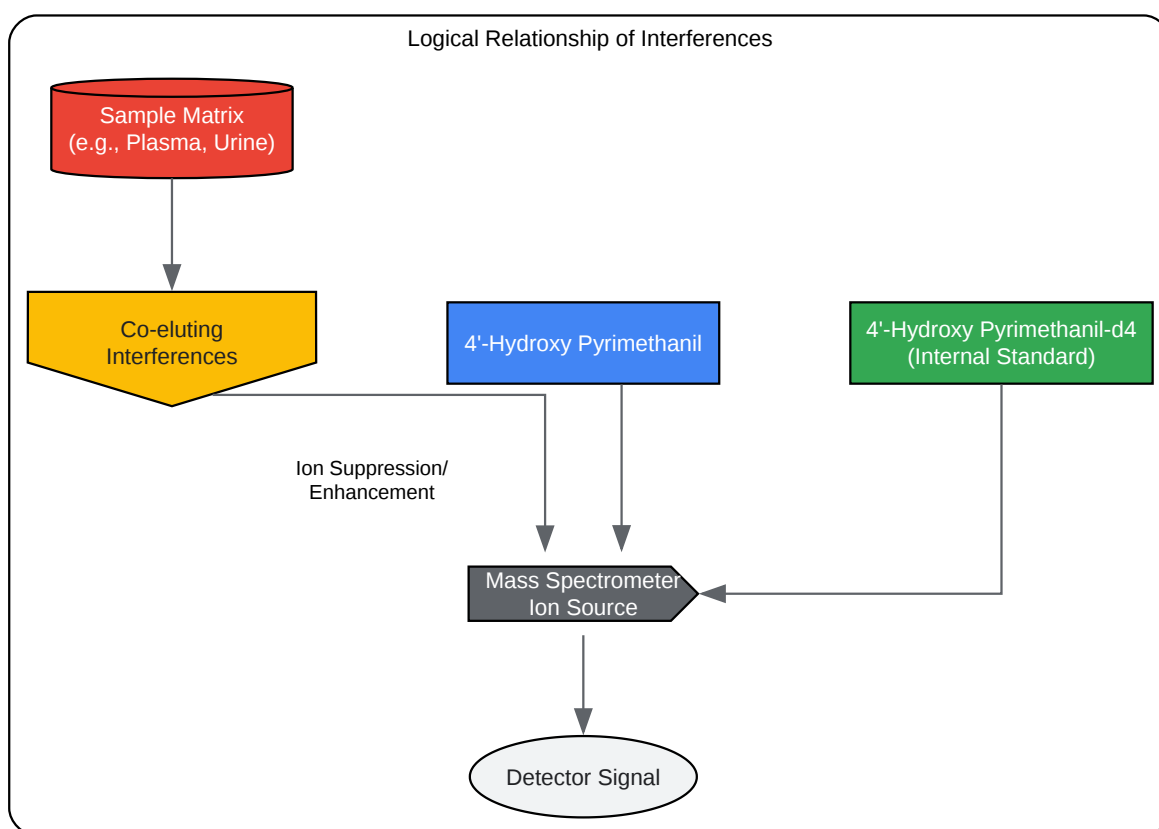 Logical Relationship of Interferences
Sample Matrix
(e.g., Plasma, Urine)
Co-eluting
Interferences
4'-Hydroxy Pyrimethanil
4'-Hydroxy Pyrimethanil-d4
(Internal Standard)
Ion Suppression/
Enhancement
Mass Spectrometer
Ion Source
Detector Signal